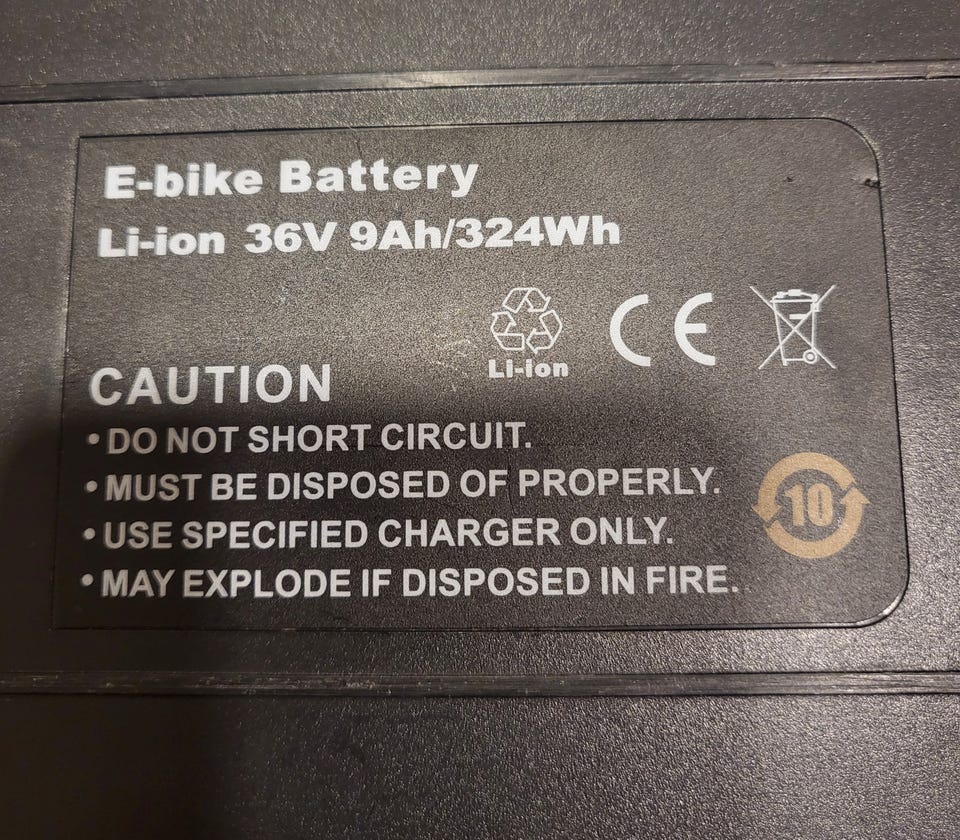 E-bike Battery
Li-ion 36V 9Ah/324Wh
Li-ion
CE
CAUTION
•DO NOT SHORT CIRCUIT.
•MUST BE DISPOSED OF PROPERLY.
•USE SPECIFIED CHARGER ONLY.
•MAY EXPLODE IF DISPOSED IN FIRE.
10